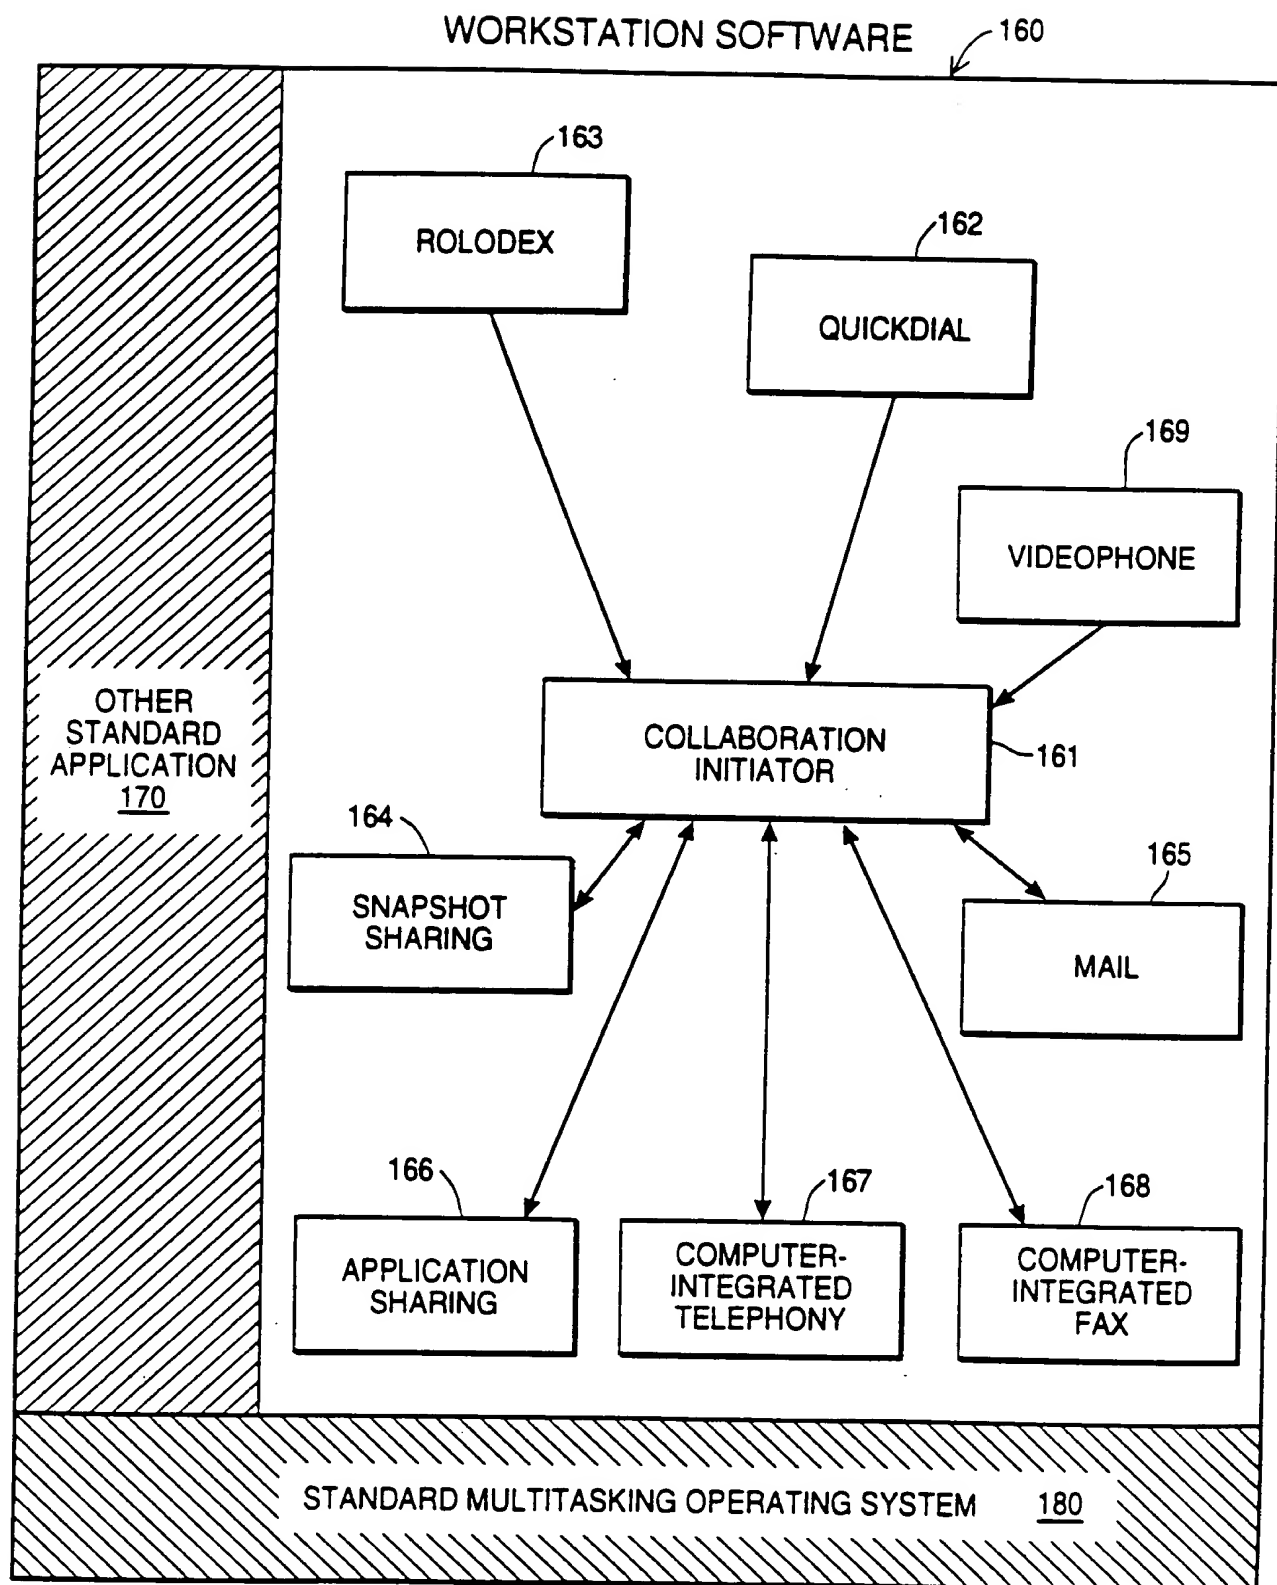 WORKSTATION SOFTWARE
160
163
ROLODEX
162
QUICKDIAL
169
VIDEOPHONE
COLLABORATION
INITIATOR
161
OTHER
STANDARD
APPLICATION
170
164
SNAPSHOT
SHARING
165
MAIL
166
APPLICATION
SHARING
167
COMPUTER-
INTEGRATED
TELEPHONY
168
COMPUTER-
INTEGRATED
FAX
STANDARD MULTITASKING OPERATING SYSTEM 180